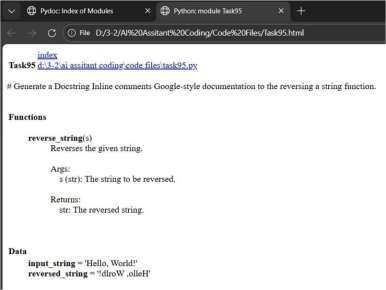 Pydoc: Index of Modules
Python: module Task95
File D:/3-2/AI%20Assitant%20Coding/Code%20Files/Task95.html
index
Task95 d:\3-2\ai assitant coding\code files\task95.py
# Generate a Docstring Inline comments Google-style documentation to the reversing a string function.
Functions
reverse_string(s)
Reverses the given string.
Args:
s (str): The string to be reversed.
Returns:
str: The reversed string.
Data
input_string = 'Hello, World!'
reversed_string = '!dlroW ,olleH'